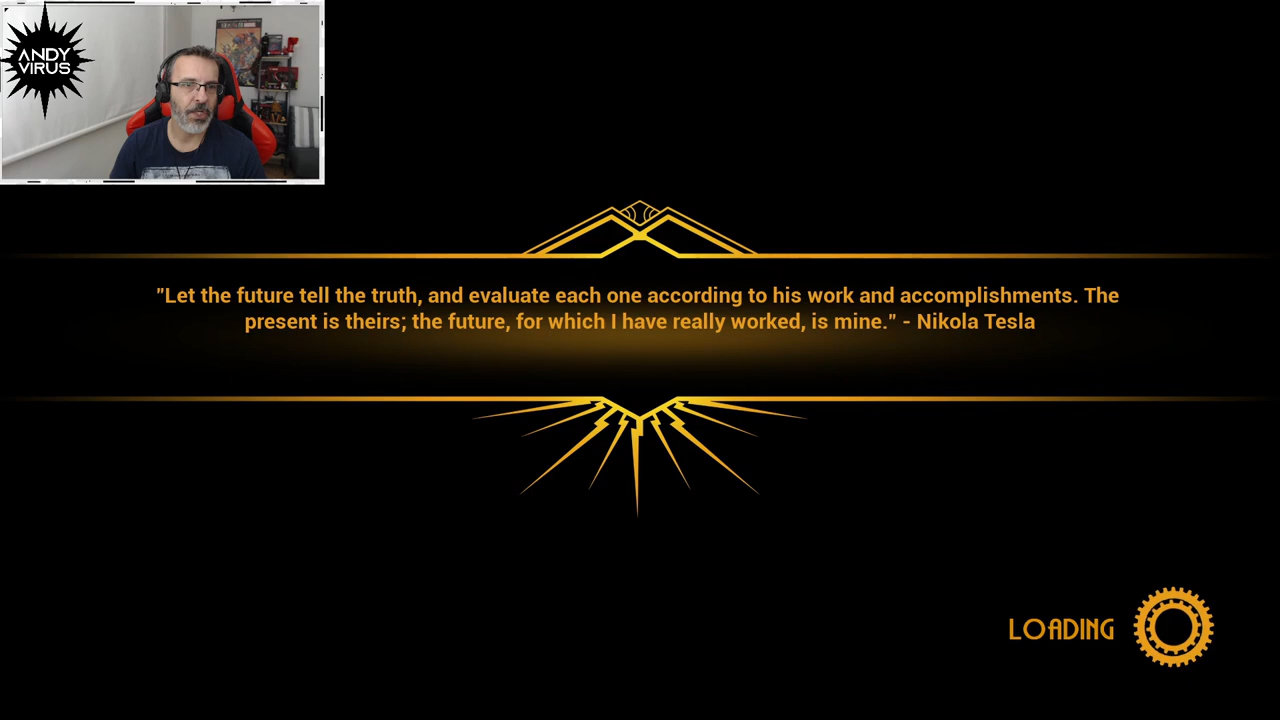 ANDY
VIRUS
"Let the future tell the truth, and evaluate each one according to his work and accomplishments. The
present is theirs; the future, for which I have really worked, is mine." - Nikola Tesla
LOADING